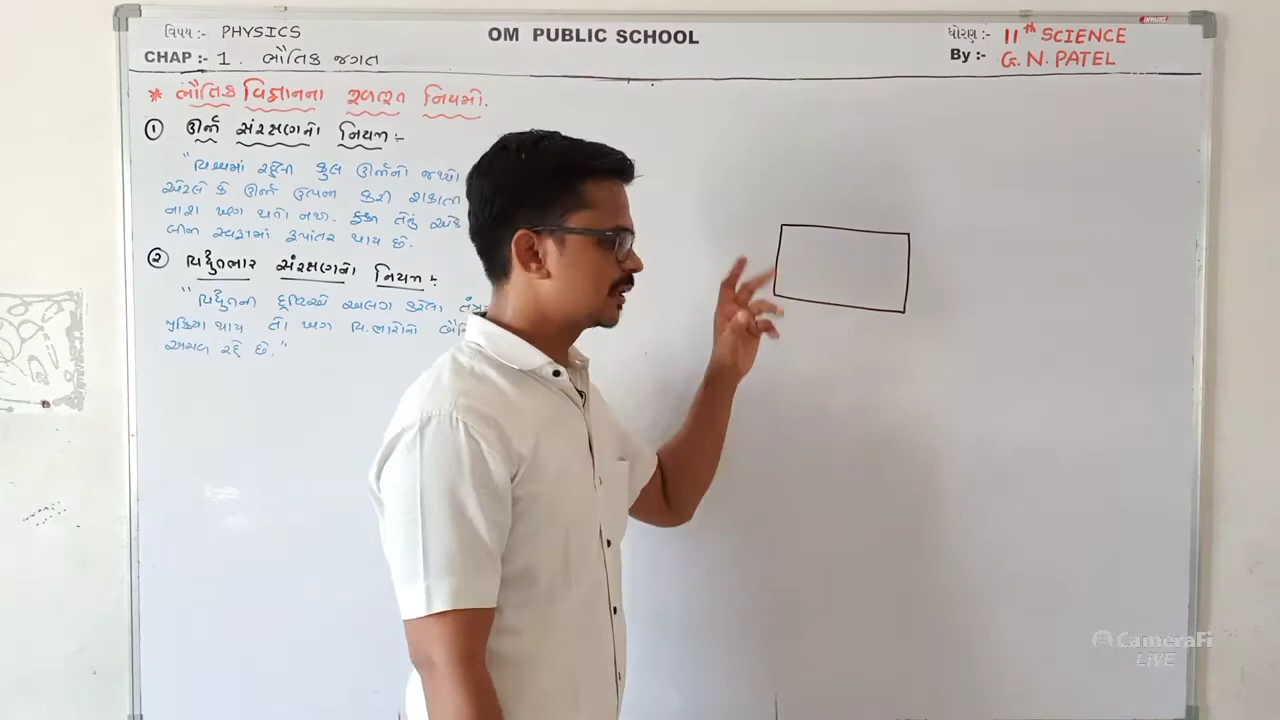 વિષય:- PHYSICS
OM PUBLIC SCHOOL
ધોરણ:- 11th SCIENCE
CHAP :- 1. ભૌતિક જગત
By :- G. N. PATEL
* ભૌતિક વિજ્ઞાનના મૂળભૂત નિયમો.
① ઊર્જા સંરક્ષણનો નિયમ :-
"વિશ્વમાં રહેલી કુલ ઊર્જાનો જથ્થો
એટલે કે ઊર્જા ઉત્પન્ન કરી શકાતી
નાશ પણ થતો નથી. ફક્ત તેનું એક
બીજા સ્વરૂપમાં રૂપાંતર થાય છે.
② વિદ્યુતભાર સંરક્ષણનો નિયમ :-
"વિદ્યુતની દ્રષ્ટિએ અલગ કરેલા
પ્રક્રિયા થાય તો પણ વિ.ભારોનો
અચળ રહે છે."
CameraFi
LIVE